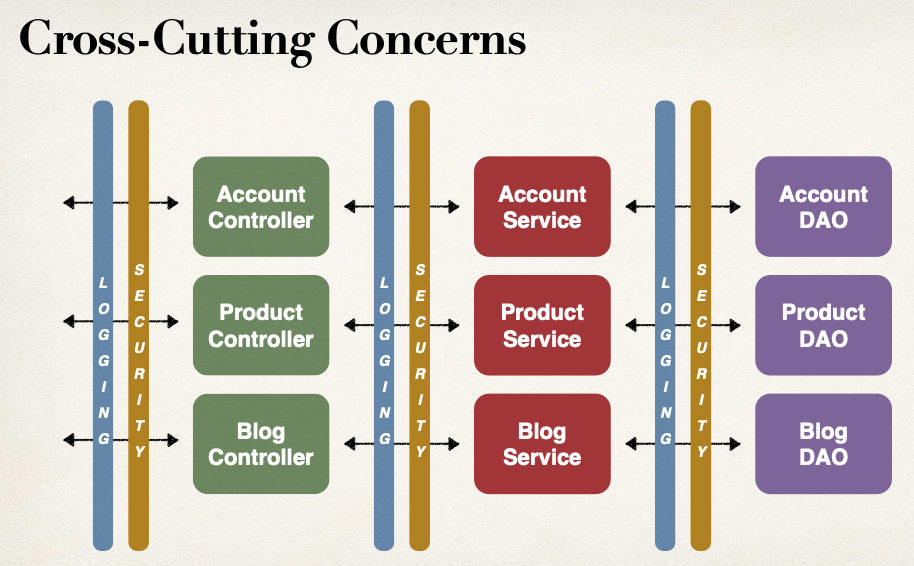 Cross-Cutting Concerns
LOGGING
SECURITY
Account
Controller
Product
Controller
Blog
Controller
LOGGING
SECURITY
Account
Service
Product
Service
Blog
Service
LOGGING
SECURITY
Account
DAO
Product
DAO
Blog
DAO